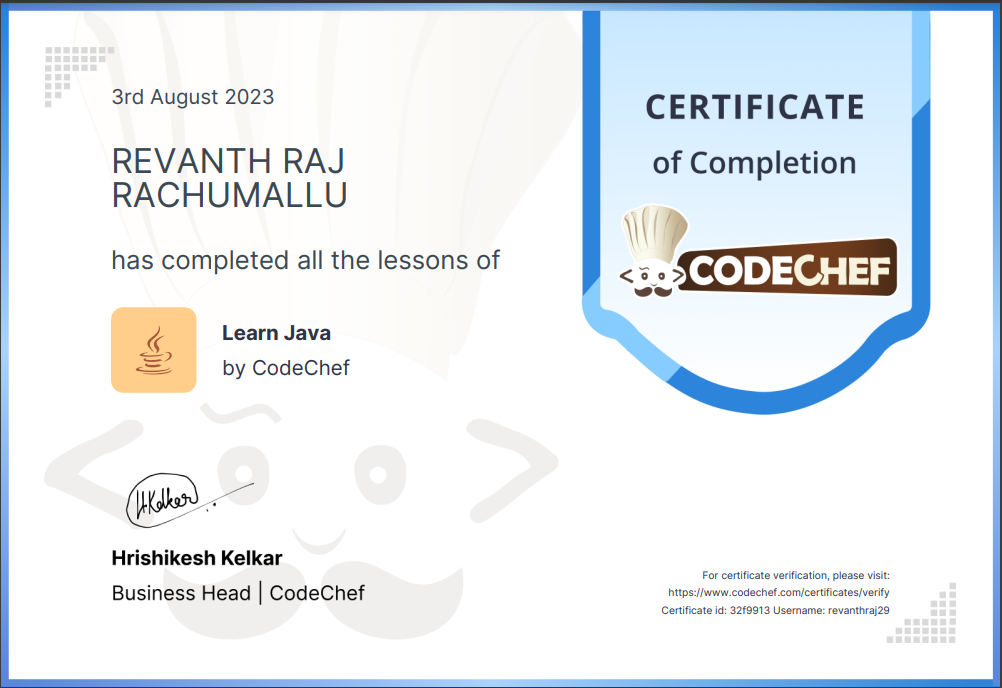 3rd August 2023
REVANTH RAJ
RACHUMALLU
has completed all the lessons of
Learn Java
by CodeChef
H.Kelkar
Hrishikesh Kelkar
Business Head | CodeChef
CERTIFICATE
of Completion
CODECHEF
For certificate verification, please visit:
https://www.codechef.com/certificates/verify
Certificate id: 32f9913 Username: revanthraj29